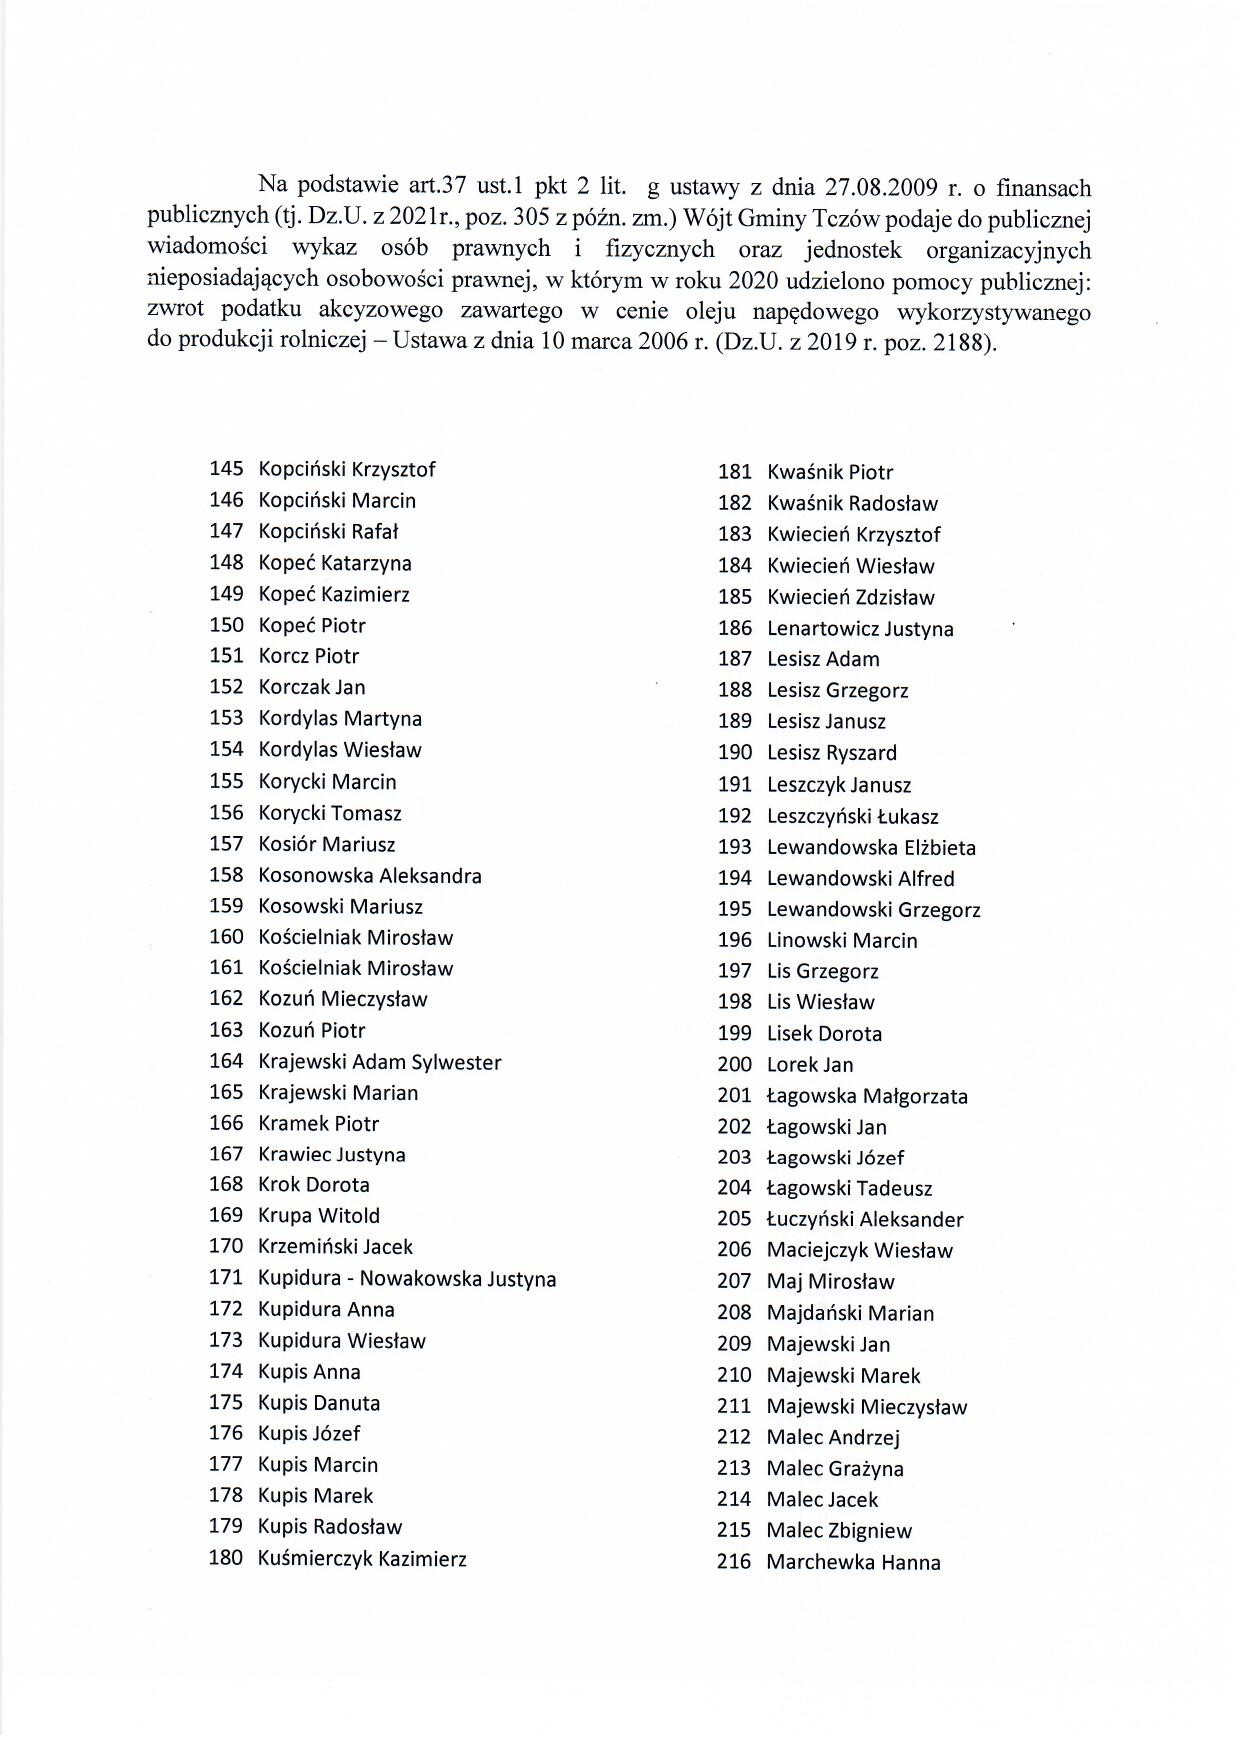 Na podstawie art.37 ust.1 pkt 2 lit. g ustawy z dnia 27.08.2009 r. o finansach
publicznych (tj. Dz.U. z 2021r., poz. 305 z późn. zm.) Wójt Gminy Tczów podaje do publicznej
wiadomości wykaz osób prawnych i fizycznych oraz jednostek organizacyjnych
nieposiadających osobowości prawnej, w którym w roku 2020 udzielono pomocy publicznej:
zwrot podatku akcyzowego zawartego w cenie oleju napędowego wykorzystywanego
do produkcji rolniczej – Ustawa z dnia 10 marca 2006 r. (Dz.U. z 2019 r. poz. 2188).
145 Kopciński Krzysztof
146 Kopciński Marcin
147 Kopciński Rafał
148 Kopeć Katarzyna
149 Kopeć Kazimierz
150 Kopeć Piotr
151 Korcz Piotr
152 Korczak Jan
153 Kordylas Martyna
154 Kordylas Wiesław
155 Korycki Marcin
156 Korycki Tomasz
157 Kosiór Mariusz
158 Kosonowska Aleksandra
159 Kosowski Mariusz
160 Kościelniak Mirosław
161 Kościelniak Mirosław
162 Kozuń Mieczysław
163 Kozuń Piotr
164 Krajewski Adam Sylwester
165 Krajewski Marian
166 Kramek Piotr
167 Krawiec Justyna
168 Krok Dorota
169 Krupa Witold
170 Krzemiński Jacek
171 Kupidura - Nowakowska Justyna
172 Kupidura Anna
173 Kupidura Wiesław
174 Kupis Anna
175 Kupis Danuta
176 Kupis Józef
177 Kupis Marcin
178 Kupis Marek
179 Kupis Radosław
180 Kuśmierczyk Kazimierz
181 Kwaśnik Piotr
182 Kwaśnik Radosław
183 Kwiecień Krzysztof
184 Kwiecień Wiesław
185 Kwiecień Zdzisław
186 Lenartowicz Justyna
187 Lesisz Adam
188 Lesisz Grzegorz
189 Lesisz Janusz
190 Lesisz Ryszard
191 Leszczyk Janusz
192 Leszczyński Łukasz
193 Lewandowska Elżbieta
194 Lewandowski Alfred
195 Lewandowski Grzegorz
196 Linowski Marcin
197 Lis Grzegorz
198 Lis Wiesław
199 Lisek Dorota
200 Lorek Jan
201 Łagowska Małgorzata
202 Łagowski Jan
203 Łagowski Józef
204 Łagowski Tadeusz
205 Łuczyński Aleksander
206 Maciejczyk Wiesław
207 Maj Mirosław
208 Majdański Marian
209 Majewski Jan
210 Majewski Marek
211 Majewski Mieczysław
212 Malec Andrzej
213 Malec Grażyna
214 Malec Jacek
215 Malec Zbigniew
216 Marchewka Hanna